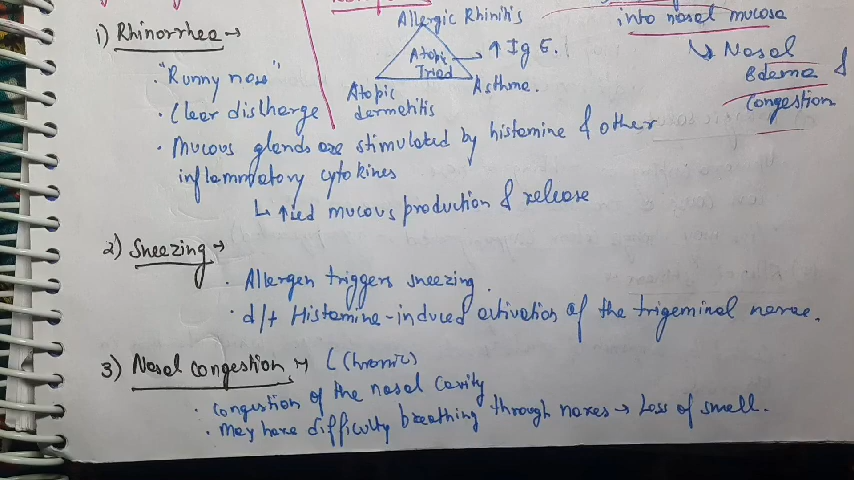 into nasal mucosa
↳ Nasal
Edema &
Congestion
Allergic Rhinitis
Atopic
Triad → ↑ Ig E.
Atopic
dermatitis
Asthma.
1) Rhinorrhea →
"Runny nose"
· Clear discharge
· Mucous glands are stimulated by histamine & other
inflammatory cytokines
↳ ↑ied mucous production & release
2) Sneezing →
· Allergen triggers sneezing.
· d/t Histamine-induced activation of the trigeminal nerve.
3) Nasal congestion → (Chronic)
· Congestion of the nasal cavity
· May have difficulty breathing through → Loss of smell.